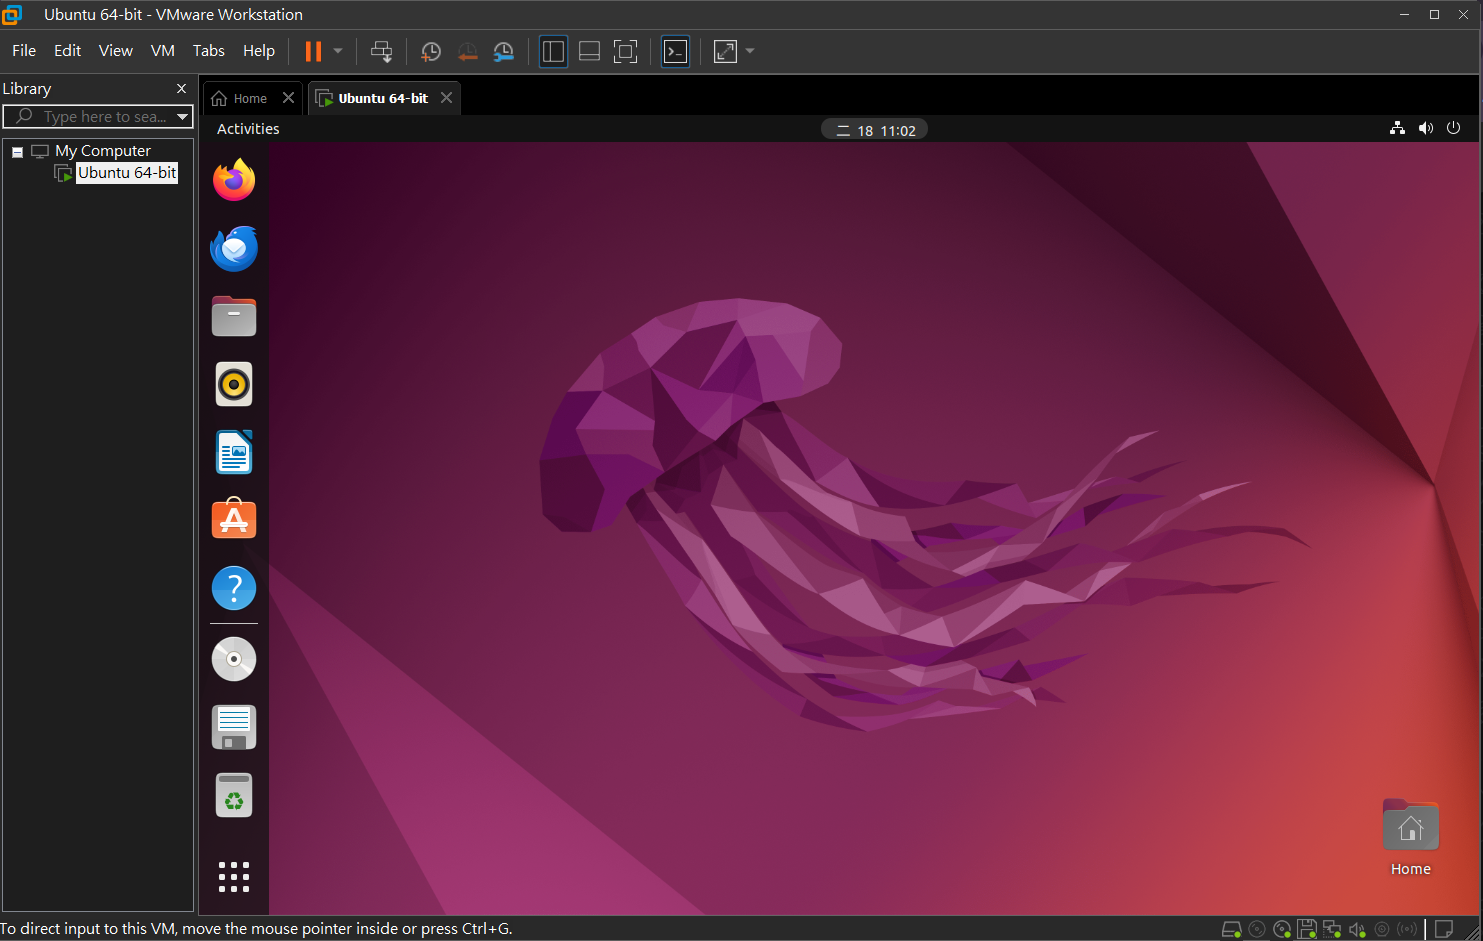 Ubuntu 64-bit - VMware Workstation
File Edit View VM Tabs Help
Library
Home
Ubuntu 64-bit
Type here to sea...
Activities
二 18 11:02
My Computer
Ubuntu 64-bit
Home
To direct input to this VM, move the mouse pointer inside or press Ctrl+G.